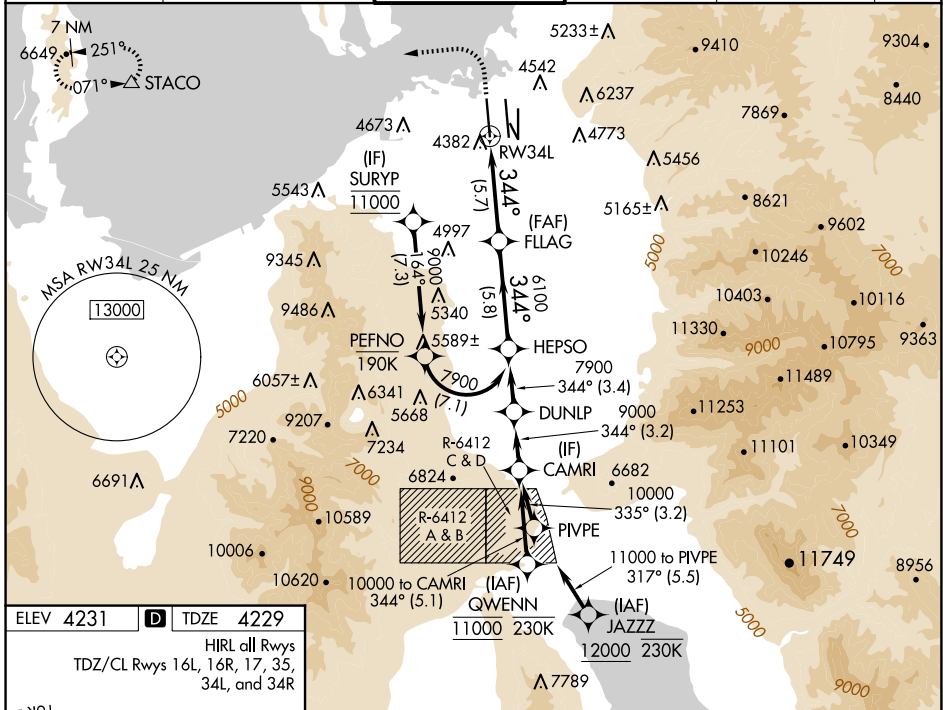 7 NM
6649
251°
071°
STACO
5233±
9410
9304
4542
6237
8440
7869
4673
4382
RW34L
4773
5456
(IF)
SURYP
11000
5543
344°
(5.7)
5165±
8621
9602
(FAF)
FLLAG
4997
5000
7000
9345
164°
(7.3)
9000
10246
MSA RW34L 25 NM
13000
9486
5340
6100
344°
(5.8)
10403
10116
11330
9363
PEFNO
190K
5589±
HEPSO
9000
10795
7900
(7.1)
7900
344° (3.4)
11489
6057±
6341
5668
5000
DUNLP
11253
9207
7220
7234
9000
344° (3.2)
R-6412
C & D
(IF)
CAMRI
11101
10349
7000
6691
6824
6682
9000
10000
335° (3.2)
R-6412
A & B
10589
PIVPE
7000
10006
11749
10620
10000 to CAMRI
344° (5.1)
11000 to PIVPE
317° (5.5)
8956
(IAF)
QWENN
11000 230K
(IAF)
JAZZZ
12000 230K
5000
7789
9000
ELEV 4231
D
TDZE 4229
HIRL all Rwys
TDZ/CL Rwys 16L, 16R, 17, 35,
34L, and 34R